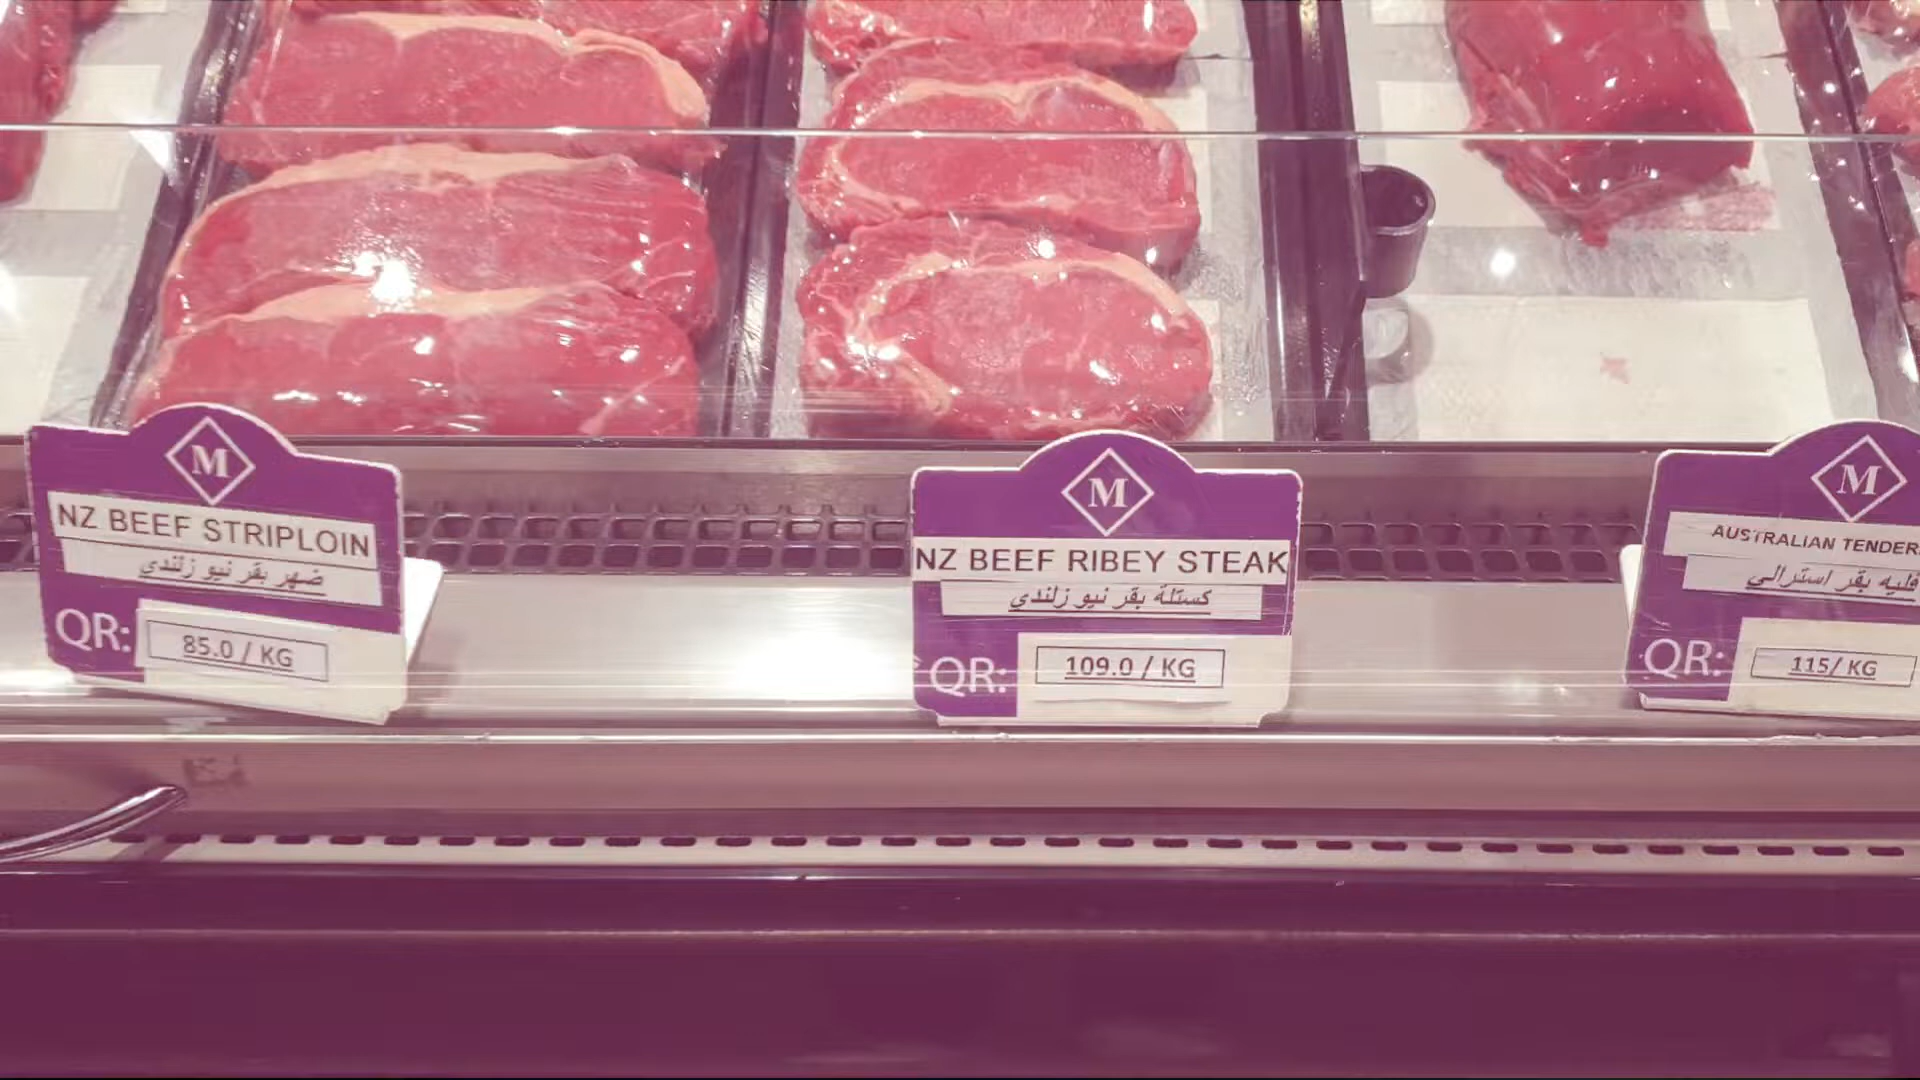 M
NZ BEEF STRIPLOIN
ضهر بقر نيو زلندي
QR: 85.0 / KG
M
NZ BEEF RIBEY STEAK
كستلة بقر نيو زلندي
QR: 109.0 / KG
M
AUSTRALIAN
فليه بقر استرالي
QR: 115/ KG